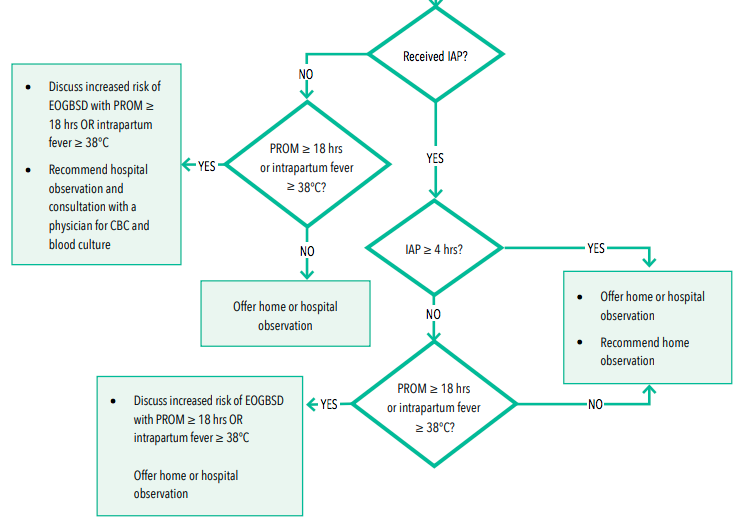 Received IAP?
NO
• Discuss increased risk of
EOGBSD with PROM ≥
18 hrs OR intrapartum
fever ≥ 38°C
• Recommend hospital
observation and
consultation with a
physician for CBC and
blood culture
YES
PROM ≥ 18 hrs
or intrapartum fever
≥ 38°C?
YES
NO
IAP ≥ 4 hrs?
YES
Offer home or hospital
observation
NO
• Offer home or hospital
observation
• Recommend home
observation
• Discuss increased risk of EOGBSD
with PROM ≥ 18 hrs OR
intrapartum fever ≥ 38°C
Offer home or hospital
observation
YES
PROM ≥ 18 hrs
or intrapartum fever
≥ 38°C?
NO